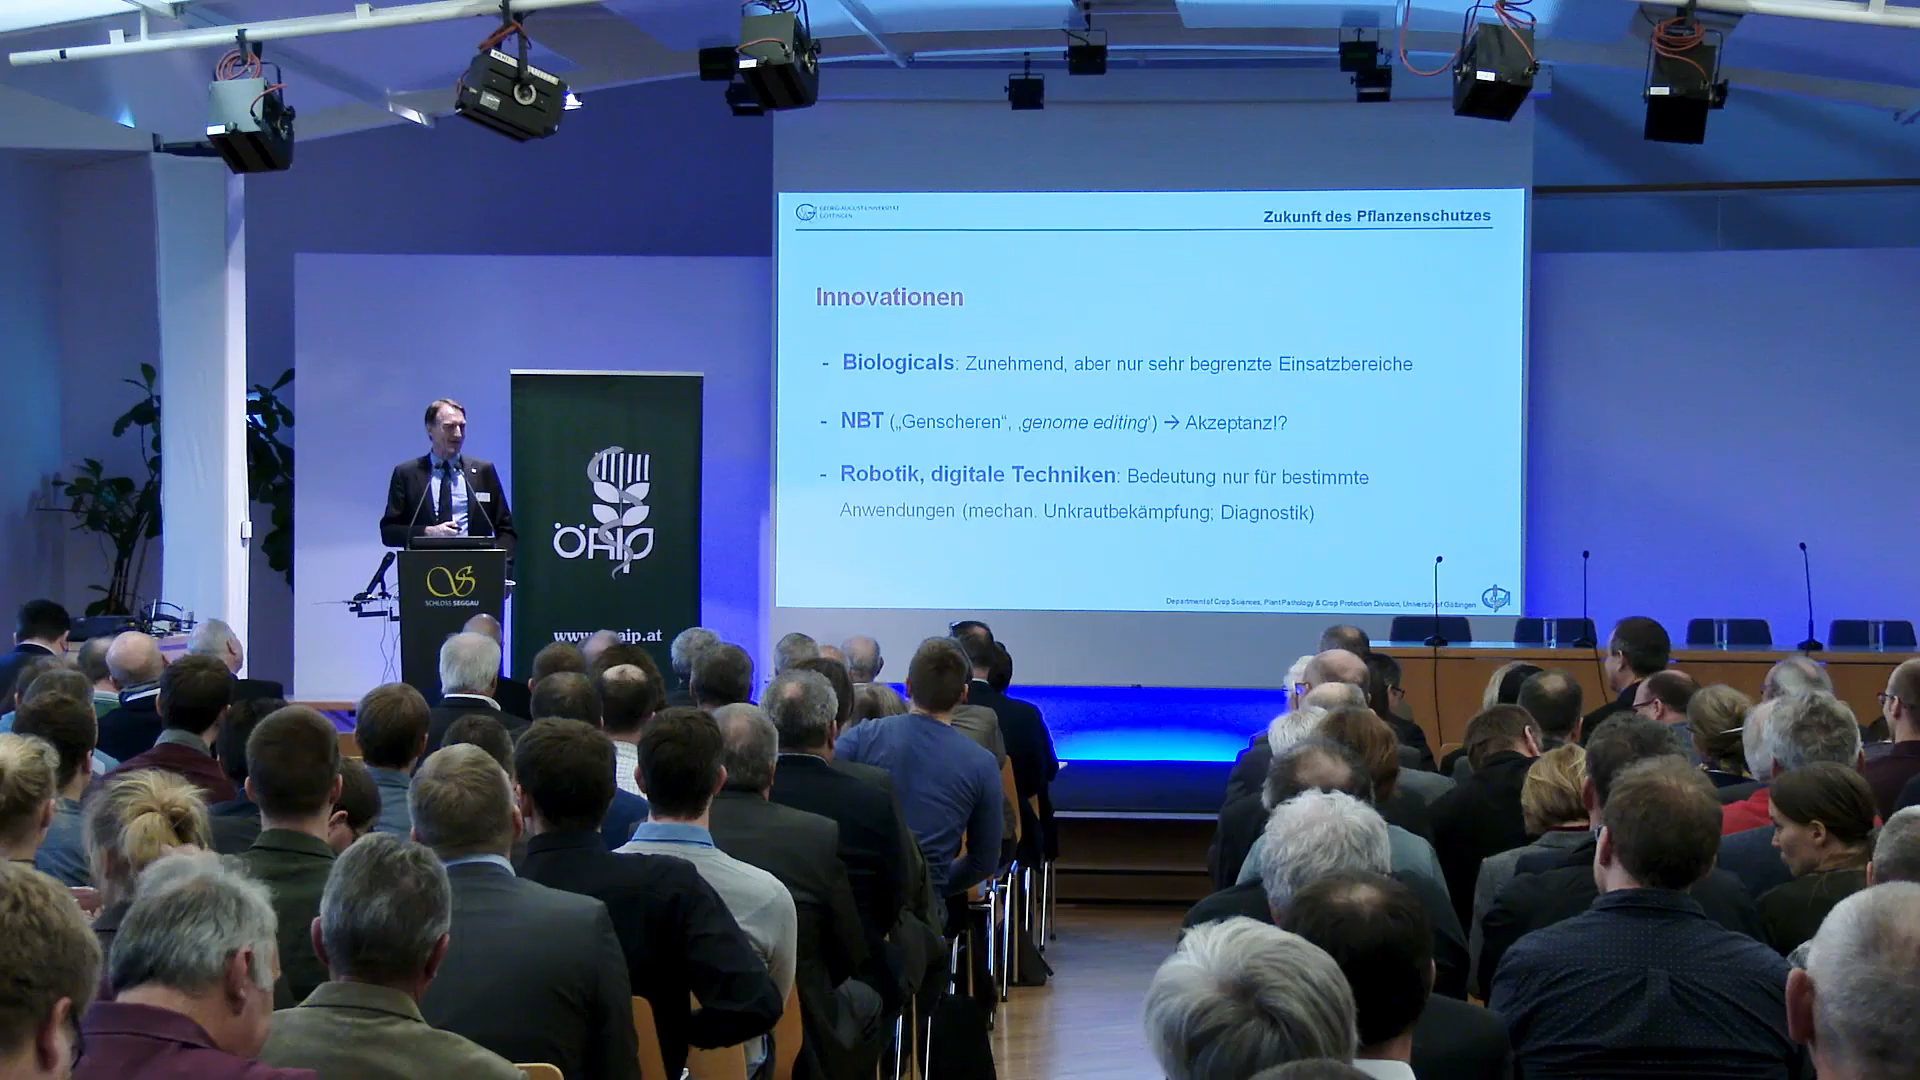 GEORG-AUGUST-UNIVERSITÄT
GÖTTINGEN
Zukunft des Pflanzenschutzes
Innovationen
- Biologicals: Zunehmend, aber nur sehr begrenzte Einsatzbereiche
- NBT („Genscheren“, ‚genome editing‘) → Akzeptanz!?
- Robotik, digitale Techniken: Bedeutung nur für bestimmte
Anwendungen (mechan. Unkrautbekämpfung; Diagnostik)
Department of Crop Sciences, Plant Pathology & Crop Protection Division, University of Göttingen
ÖAIP
SCHLOSS SEGGAU